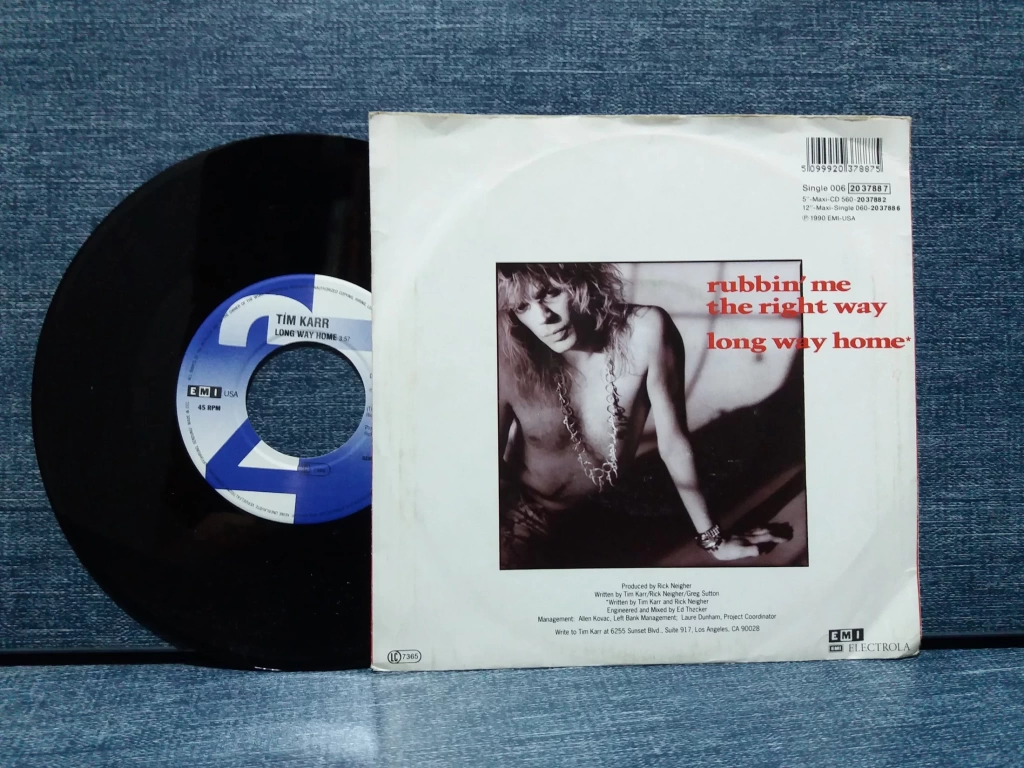 TIM KARR
LONG WAY HOME 3:57
EMI USA
45 RPM
5 099920 378875
Single 006 20 3788 7
5"-Maxi-CD 560-20 3788 2
12"-Maxi-Single 060-20 3788 6
℗ 1990 EMI-USA
rubbin' me
the right way
long way home*
Produced by Rick Neigher
Written by Tim Karr/Rick Neigher/Greg Sutton
*Written by Tim Karr and Rick Neigher
Engineered and Mixed by Ed Thacker
Management: Allen Kovac, Left Bank Management; Laure Dunham, Project Coordinator
Write to Tim Karr at 6255 Sunset Blvd., Suite 917, Los Angeles, CA 90028
LC 7365
EMI
EMI ELECTROLA